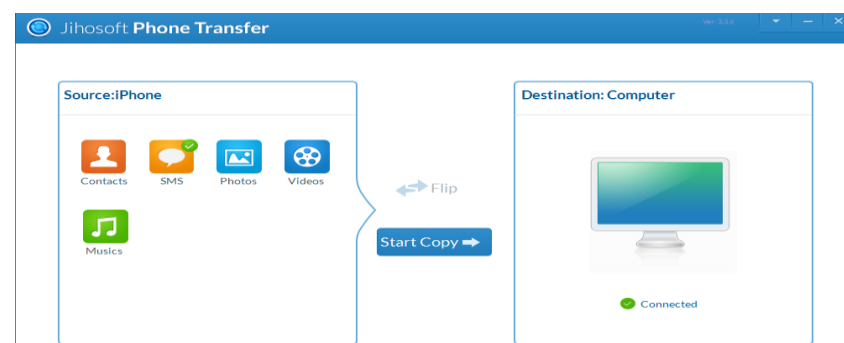 Jihosoft Phone Transfer
Source:iPhone
Contacts
SMS
Photos
Videos
Musics
Flip
Start Copy
Destination: Computer
Connected